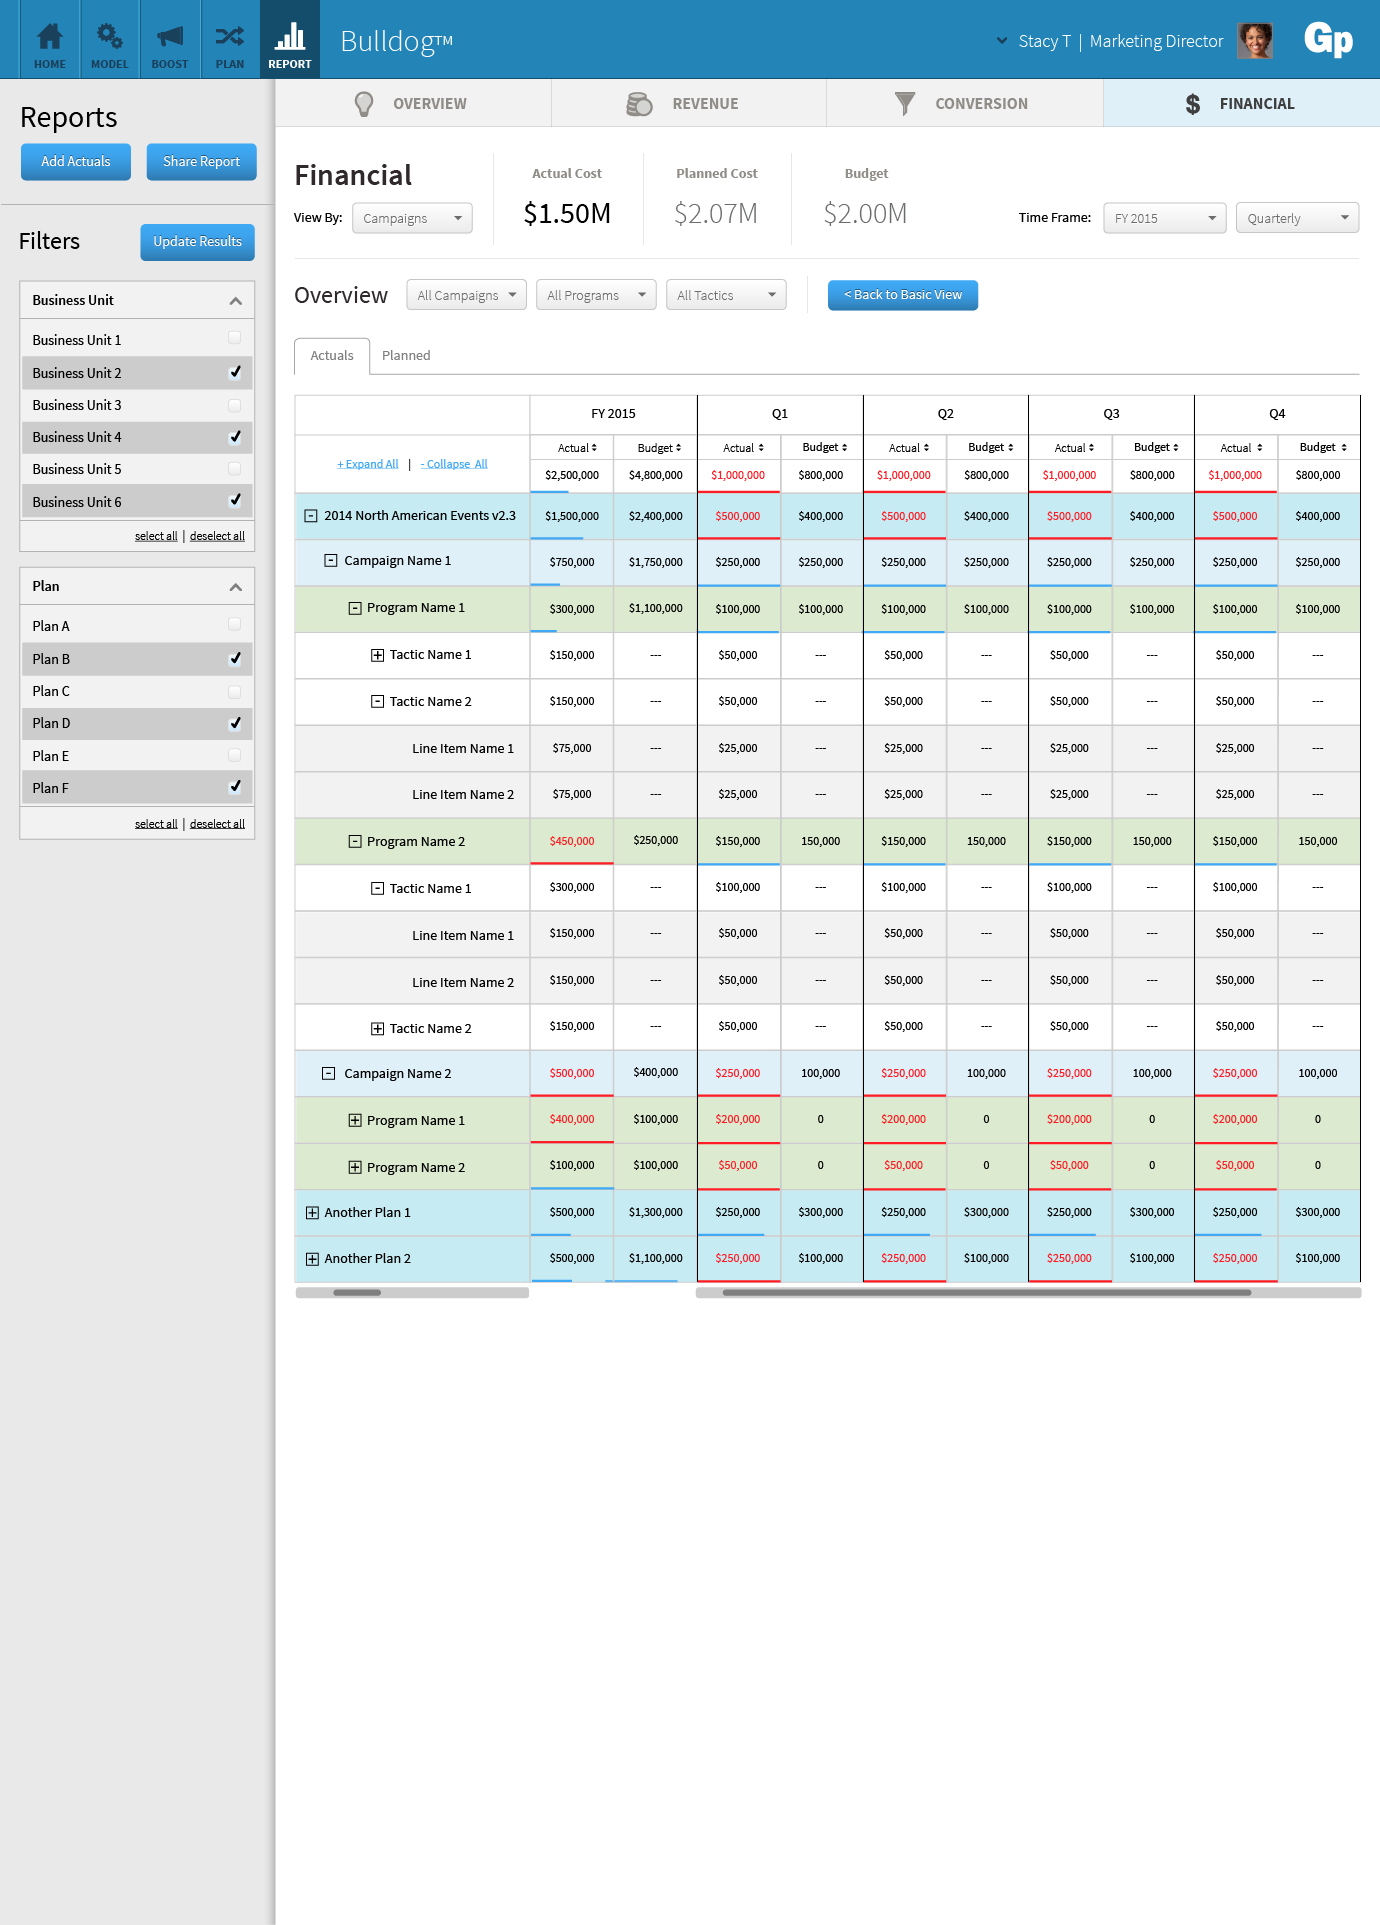 HOME MODEL BOOST PLAN REPORT Bulldog™ Stacy T | Marketing Director Gp
OVERVIEW REVENUE CONVERSION $ FINANCIAL
Reports
Add Actuals Share Report
Filters Update Results
Business Unit
Business Unit 1
Business Unit 2
Business Unit 3
Business Unit 4
Business Unit 5
Business Unit 6
select all | deselect all
Plan
Plan A
Plan B
Plan C
Plan D
Plan E
Plan F
select all | deselect all
Financial Actual Cost Planned Cost Budget
$1.50M $2.07M $2.00M
View By: Campaigns Time Frame: FY 2015 Quarterly
Overview All Campaigns All Programs All Tactics < Back to Basic View
Actuals Planned
FY 2015 Q1 Q2 Q3 Q4
+ Expand All | - Collapse All Actual Budget Actual Budget Actual Budget Actual Budget Actual Budget
$2,500,000 $4,800,000 $1,000,000 $800,000 $1,000,000 $800,000 $1,000,000 $800,000 $1,000,000 $800,000
- 2014 North American Events v2.3 $1,500,000 $2,400,000 $500,000 $400,000 $500,000 $400,000 $500,000 $400,000 $500,000 $400,000
- Campaign Name 1 $750,000 $1,750,000 $250,000 $250,000 $250,000 $250,000 $250,000 $250,000 $250,000 $250,000
- Program Name 1 $300,000 $1,100,000 $100,000 $100,000 $100,000 $100,000 $100,000 $100,000 $100,000 $100,000
+ Tactic Name 1 $150,000 --- $50,000 --- $50,000 --- $50,000 --- $50,000 ---
- Tactic Name 2 $150,000 --- $50,000 --- $50,000 --- $50,000 --- $50,000 ---
Line Item Name 1 $75,000 --- $25,000 --- $25,000 --- $25,000 --- $25,000 ---
Line Item Name 2 $75,000 --- $25,000 --- $25,000 --- $25,000 --- $25,000 ---
- Program Name 2 $450,000 $250,000 $150,000 150,000 $150,000 150,000 $150,000 150,000 $150,000 150,000
- Tactic Name 1 $300,000 --- $100,000 --- $100,000 --- $100,000 --- $100,000 ---
Line Item Name 1 $150,000 --- $50,000 --- $50,000 --- $50,000 --- $50,000 ---
Line Item Name 2 $150,000 --- $50,000 --- $50,000 --- $50,000 --- $50,000 ---
+ Tactic Name 2 $150,000 --- $50,000 --- $50,000 --- $50,000 --- $50,000 ---
- Campaign Name 2 $500,000 $400,000 $250,000 100,000 $250,000 100,000 $250,000 100,000 $250,000 100,000
+ Program Name 1 $400,000 $100,000 $200,000 0 $200,000 0 $200,000 0 $200,000 0
+ Program Name 2 $100,000 $100,000 $50,000 0 $50,000 0 $50,000 0 $50,000 0
+ Another Plan 1 $500,000 $1,300,000 $250,000 $300,000 $250,000 $300,000 $250,000 $300,000 $250,000 $300,000
+ Another Plan 2 $500,000 $1,100,000 $250,000 $100,000 $250,000 $100,000 $250,000 $100,000 $250,000 $100,000